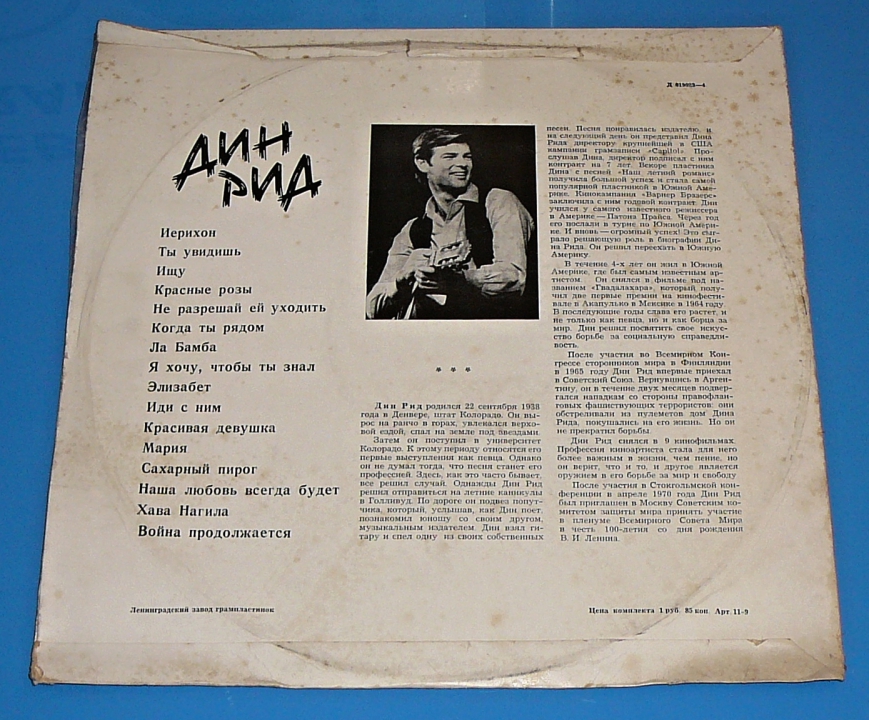 ДИН
РИД
Иерихон
Ты увидишь
Ищу
Красные розы
Не разрешай ей уходить
Когда ты рядом
Ла Бамба
Я хочу, чтобы ты знал
Элизабет
Иди с ним
Красивая девушка
Мария
Сахарный пирог
Наша любовь всегда будет
Хава Нагила
Война продолжается
Ленинградский завод грампластинок
* * *
Дин Рид родился 22 сентября 1938
года в Денвере, штат Колорадо. Он вы-
рос на ранчо в горах, увлекался верхо-
вой ездой, спал на земле под звездами.
Затем он поступил в университет
Колорадо. К этому периоду относятся его
первые выступления как певца. Однако
он не думал тогда, что песня станет его
профессией. Здесь, как это часто бывает,
все решил случай. Однажды Дин Рид
решил отправиться на летние каникулы
в Голливуд. По дороге он подвез попут-
чика, который, услышав, как Дин поет,
познакомил юношу со своим другом,
музыкальным издателем. Дин взял ги-
тару и спел одну из своих собственных
песен. Песня понравилась издателю, и
на следующий день он представил Дина
Рида директору крупнейшей в США
кампании грамзаписи «Capitol». Про-
слушав Дина, директор подписал с ним
контракт на 7 лет. Вскоре пластинка
Дина с песней «Наш летний романс»
получила большой успех и стала самой
популярной пластинкой в Южной Аме-
рике. Кинокампания «Варнер Бразерс»
заключила с ним годовой контракт. Дин
учился у самого известного режиссера
в Америке — Патона Прайса. Через год
его послали в турне по Южной Амери-
ке. И вновь — огромный успех! Это сыг-
рало решающую роль в биографии Ди-
на Рида. Он решил переехать в Южную
Америку.
В течение 4-х лет он жил в Южной
Америке, где был самым известным ар-
тистом. Он снялся в фильме под на-
званием «Гвадалахара», который полу-
чил две первые премии на кинофести-
вале в Акапулько в Мексике в 1964 году.
В последующие годы слава его растет, и
не только как певца, но и как борца за
мир. Дин решил посвятить свое искус-
ство борьбе за социальную справедли-
вость.
После участия во Всемирном Кон-
грессе сторонников мира в Финляндии
в 1965 году Дин Рид впервые приехал
в Советский Союз. Вернувшись в Арген-
тину, он в течение двух месяцев подвер-
гался нападкам со стороны правофлан-
говых фашиствующих террористов: они
обстреливали из пулеметов дом Дина
Рида, покушались на его жизнь. Но он
не прекратил борьбы.
Дин Рид снялся в 9 кинофильмах.
Профессия киноартиста стала для него
более важным в жизни, чем пение, но
он верит, что и то, и другое является
оружием в его борьбе за мир и свободу.
После участия в Стокгольмской кон-
ференции в апреле 1970 года Дин Рид
был приглашен в Москву Советским ко-
митетом защиты мира принять участие
в пленуме Всемирного Совета Мира
в честь 100-летия со дня рождения
В. И. Ленина.
Цена комплекта 1 руб. 85 коп. Арт. 11-9